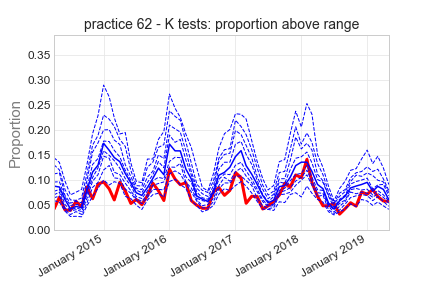 practice 62 - K tests: proportion above range
Proportion
0.35
0.30
0.25
0.20
0.15
0.10
0.05
0.00
January 2015
January 2016
January 2017
January 2018
January 2019